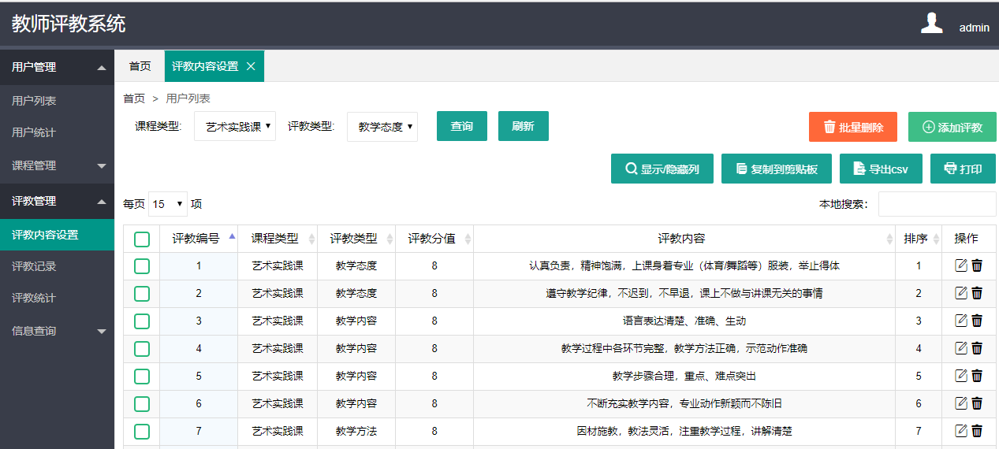 教师评教系统
admin
用户管理
用户列表
用户统计
课程管理
评教管理
评教内容设置
评教记录
评教统计
信息查询
首页 评教内容设置
首页 > 用户列表
课程类型: 艺术实践课 评教类型: 教学态度 查询 刷新 批量删除 添加评教
显示/隐藏列 复制到剪贴板 导出csv 打印
每页 15 项 本地搜索:
评教编号 课程类型 评教类型 评教分值 评教内容 排序 操作
1 艺术实践课 教学态度 8 认真负责，精神饱满，上课身着专业（体育/舞蹈等）服装，举止得体 1
2 艺术实践课 教学态度 8 遵守教学纪律，不迟到，不早退，课上不做与讲课无关的事情 2
3 艺术实践课 教学内容 8 语言表达清楚、准确、生动 3
4 艺术实践课 教学内容 8 教学过程中各环节完整，教学方法正确，示范动作准确 4
5 艺术实践课 教学内容 8 教学步骤合理，重点、难点突出 5
6 艺术实践课 教学内容 8 不断充实教学内容，专业动作新颖而不陈旧 6
7 艺术实践课 教学方法 8 因材施教，教法灵活，注重教学过程，讲解清楚 7